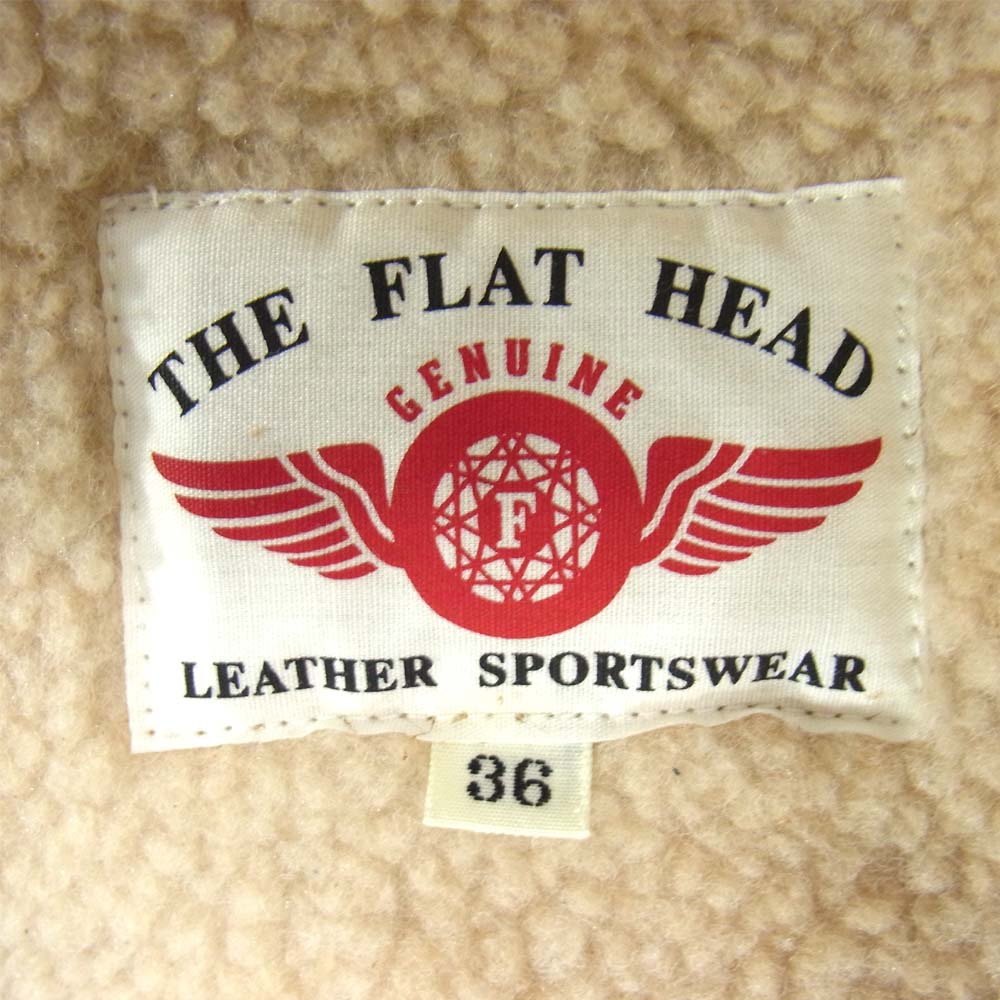 THE FLAT HEAD
GENUINE
F
LEATHER SPORTSWEAR
36